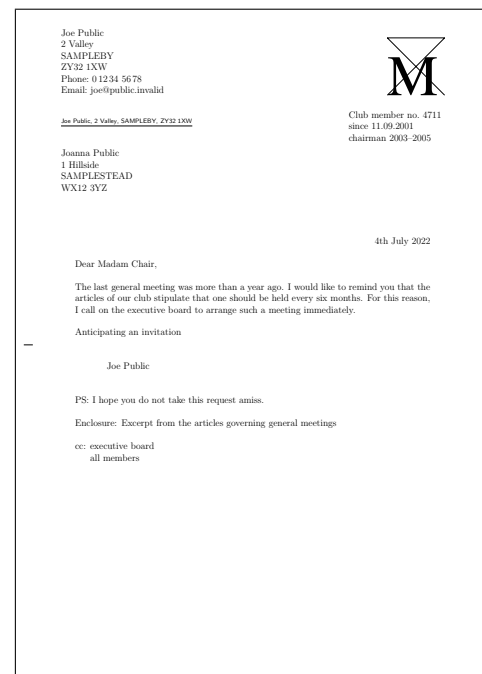 Joe Public
2 Valley
SAMPLEBY
ZY32 1XW
Phone: 0 12 34 56 78
Email: joe@public.invalid
M
Joe Public, 2 Valley, SAMPLEBY, ZY32 1XW
Club member no. 4711
since 11.09.2001
chairman 2003–2005
Joanna Public
1 Hillside
SAMPLESTEAD
WX12 3YZ
4th July 2022
Dear Madam Chair,
The last general meeting was more than a year ago. I would like to remind you that the
articles of our club stipulate that one should be held every six months. For this reason,
I call on the executive board to arrange such a meeting immediately.
Anticipating an invitation
Joe Public
PS: I hope you do not take this request amiss.
Enclosure: Excerpt from the articles governing general meetings
cc: executive board
all members